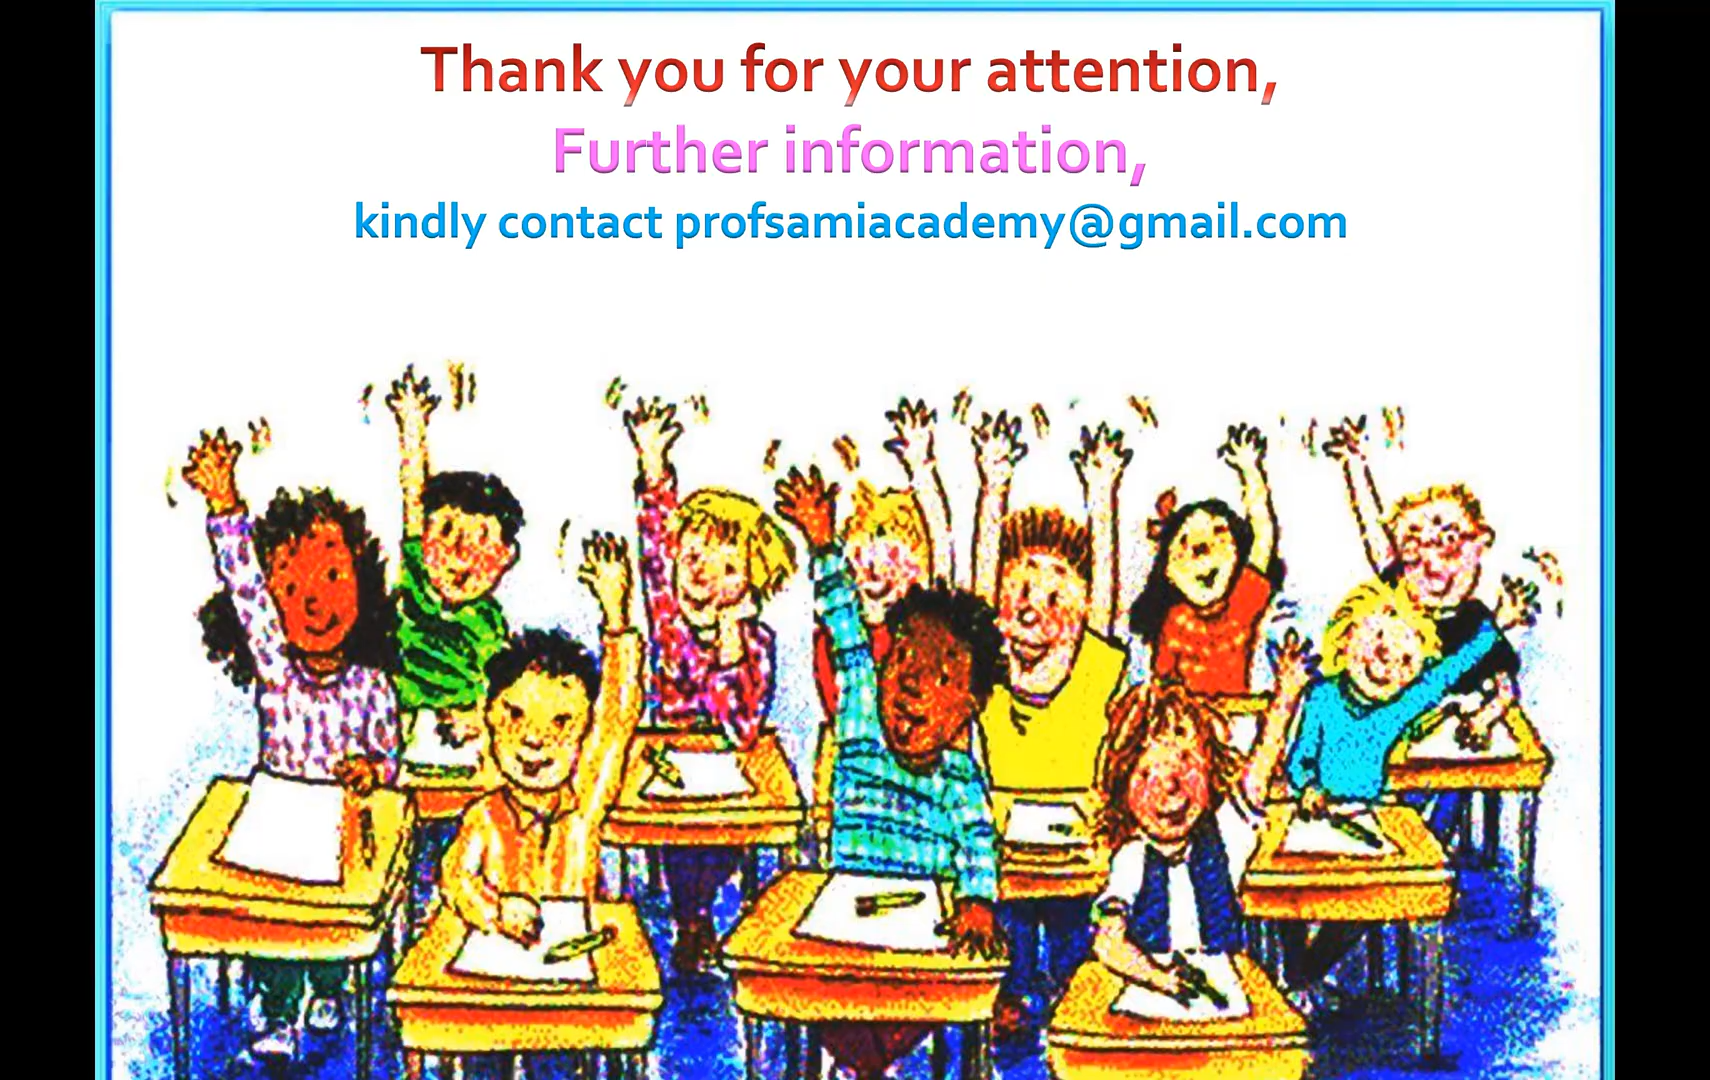 Thank you for your attention,
Further information,
kindly contact profsamiacademy@gmail.com